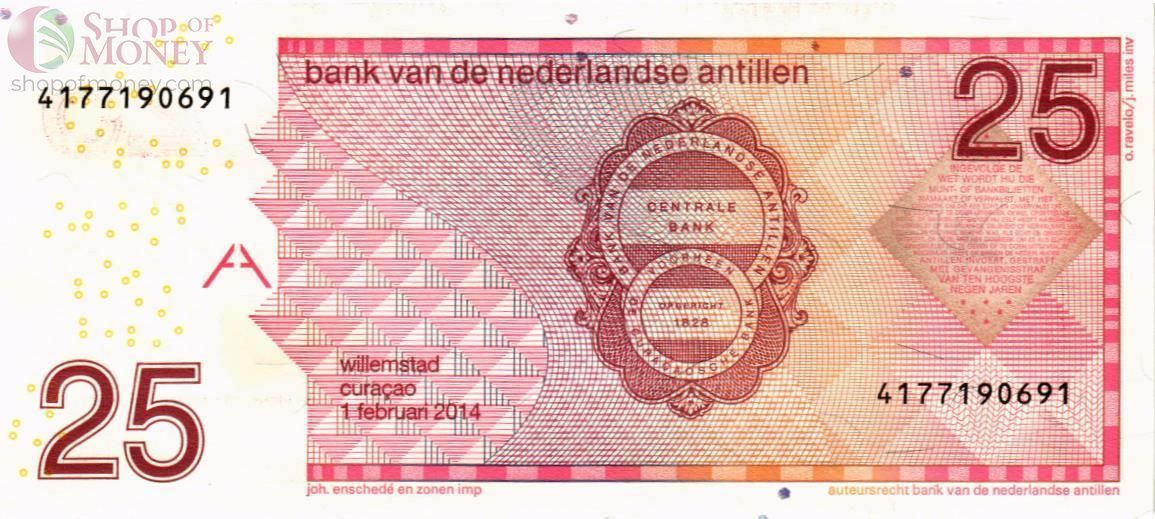 SHOP OF
MONEY
shopofmoney.com
4177190691
bank van de nederlandse antillen
25
o. ravelo/j. miles inv
BANK VAN DE NEDERLANDSE ANTILLEN
CENTRALE
BANK
VOORHEEN
OPGERICHT
1828
DE CURAÇAOSCHE BANK
INGEVOLGE DE
WET WORDT HIJ DIE
MUNT- OF BANKBILJETTEN
NAMAAKT OF VERVALST, MET HET
ANTILLEN INVOERT, GESTRAFT
MET GEVANGENISSTRAF
VAN TEN HOOGSTE
NEGEN JAREN
willemstad
curaçao
1 februari 2014
4177190691
25
joh. enschedé en zonen imp
auteursrecht bank van de nederlandse antillen